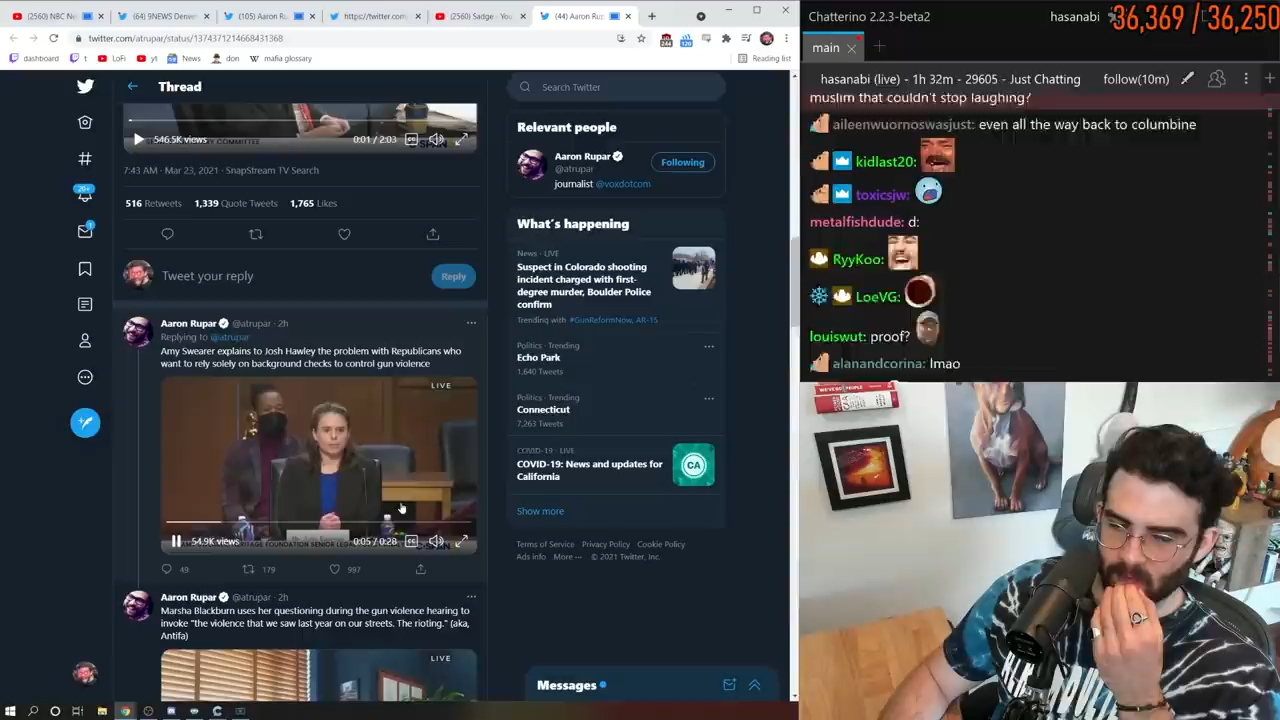 (2560) NBC Ne
(64) 9NEWS Denver
(105) Aaron Ru
https://twitter.com
(2560) Sadge - You
(44) Aaron Rupar
twitter.com/atrupar/status/1374371214668431368
dashboard
t
LoFi
yt
News
don
mafia glossary
Reading list
Thread
546.5K views
0:01 / 2:03
7:43 AM · Mar 23, 2021 · SnapStream TV Search
516 Retweets 1,339 Quote Tweets 1,765 Likes
Tweet your reply
Reply
20+
1
Aaron Rupar @atrupar · 2h
Replying to @atrupar
Amy Swearer explains to Josh Hawley the problem with Republicans who
want to rely solely on background checks to control gun violence
LIVE
54.9K views
0:05 / 0:28
49
179
997
Aaron Rupar @atrupar · 2h
Marsha Blackburn uses her questioning during the gun violence hearing to
invoke "the violence that we saw last year on our streets. The rioting." (aka,
Antifa)
LIVE
Search Twitter
Relevant people
Aaron Rupar
@atrupar
Following
journalist @voxdotcom
What's happening
News · LIVE
Suspect in Colorado shooting
incident charged with first-
degree murder, Boulder Police
confirm
Trending with #GunReformNow, AR-15
Politics · Trending
Echo Park
1,640 Tweets
Politics · Trending
Connecticut
7,263 Tweets
COVID-19 · LIVE
COVID-19: News and updates for
California
CA
Show more
Terms of Service Privacy Policy Cookie Policy
Ads info More ··· © 2021 Twitter, Inc.
Messages
Chatterino 2.2.3-beta2
hasanabi
36,369 / 36,250
main
hasanabi (live) - 1h 32m - 29605 - Just Chatting
follow(10m)
muslim that couldn't stop laughing?
aileenwuornoswasjust: even all the way back to columbine
kidlast20:
toxicsjw:
metalfishdude: d:
RyyKoo:
LoeVG:
louiswut: proof?
alanandcorina: lmao